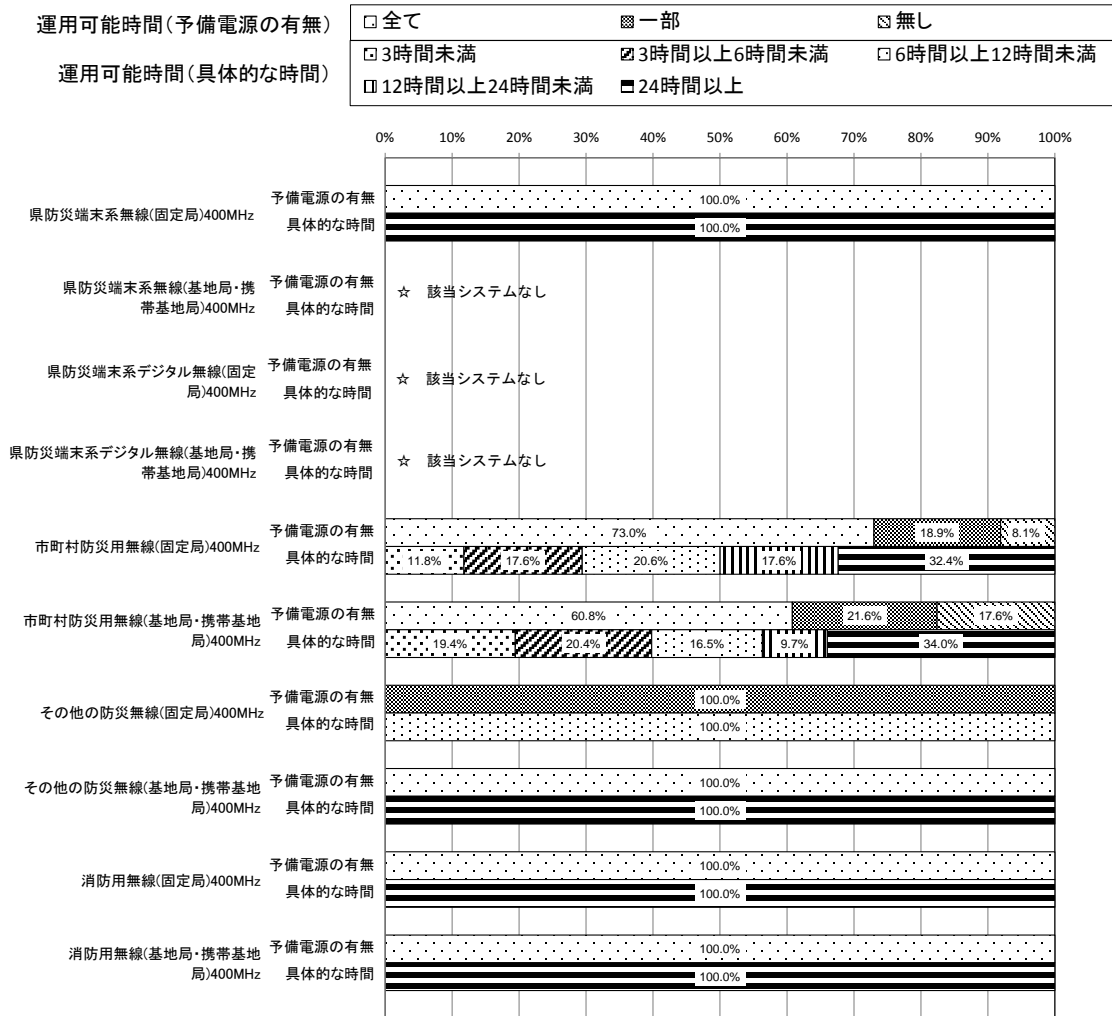 運用可能時間(予備電源の有無)
全て 一部 無し
運用可能時間(具体的な時間)
3時間未満 3時間以上6時間未満 6時間以上12時間未満
12時間以上24時間未満 24時間以上
0% 10% 20% 30% 40% 50% 60% 70% 80% 90% 100%
県防災端末系無線(固定局)400MHz
予備電源の有無
100.0%
具体的な時間
100.0%
県防災端末系無線(基地局・携
帯基地局)400MHz
予備電源の有無
具体的な時間
☆ 該当システムなし
県防災端末系デジタル無線(固定
局)400MHz
予備電源の有無
具体的な時間
☆ 該当システムなし
県防災端末系デジタル無線(基地局・携
帯基地局)400MHz
予備電源の有無
具体的な時間
☆ 該当システムなし
市町村防災用無線(固定局)400MHz
予備電源の有無
73.0% 18.9% 8.1%
具体的な時間
11.8% 17.6% 20.6% 17.6% 32.4%
市町村防災用無線(基地局・携帯基地
局)400MHz
予備電源の有無
60.8% 21.6% 17.6%
具体的な時間
19.4% 20.4% 16.5% 9.7% 34.0%
その他の防災無線(固定局)400MHz
予備電源の有無
100.0%
具体的な時間
100.0%
その他の防災無線(基地局・携帯基地
局)400MHz
予備電源の有無
100.0%
具体的な時間
100.0%
消防用無線(固定局)400MHz
予備電源の有無
100.0%
具体的な時間
100.0%
消防用無線(基地局・携帯基地
局)400MHz
予備電源の有無
100.0%
具体的な時間
100.0%